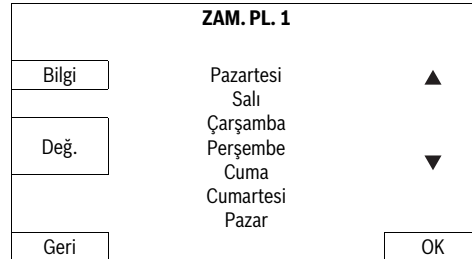 ZAM. PL. 1
Bilgi
Pazartesi
Salı
Çarşamba
Değ.
Perşembe
Cuma
Cumartesi
Pazar
Geri
OK